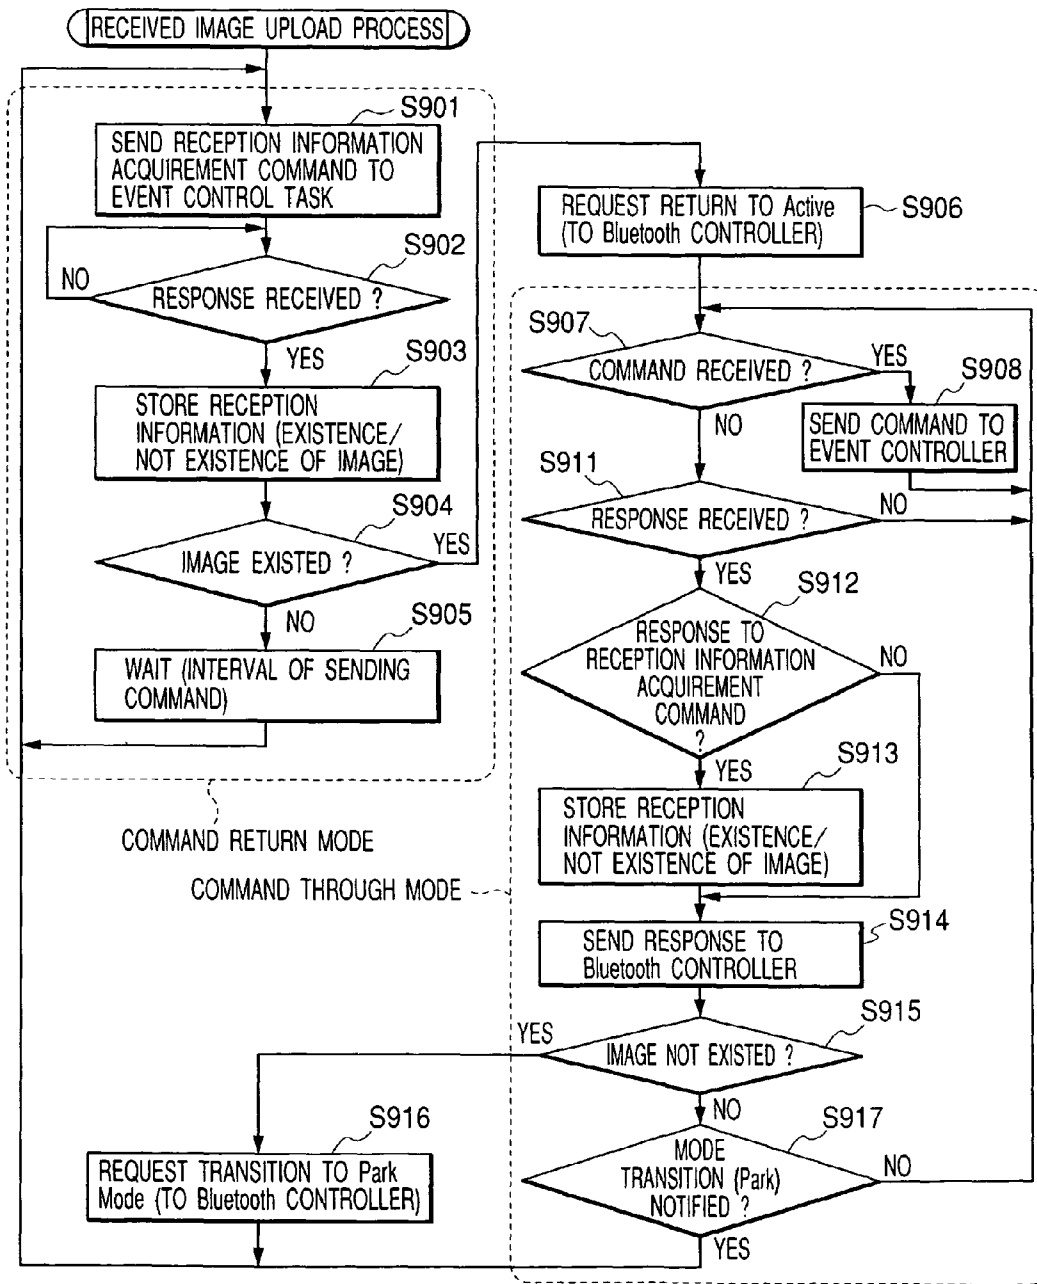 RECEIVED IMAGE UPLOAD PROCESS
S901
SEND RECEPTION INFORMATION
ACQUIREMENT COMMAND TO
EVENT CONTROL TASK
S902
NO
RESPONSE RECEIVED ?
YES
S903
STORE RECEPTION
INFORMATION (EXISTENCE/
NOT EXISTENCE OF IMAGE)
S904
IMAGE EXISTED ?
YES
NO
S905
WAIT (INTERVAL OF SENDING
COMMAND)
COMMAND RETURN MODE
COMMAND THROUGH MODE
REQUEST RETURN TO Active
(TO Bluetooth CONTROLLER)
S906
S907
COMMAND RECEIVED ?
YES
S908
SEND COMMAND TO
EVENT CONTROLLER
NO
S911
RESPONSE RECEIVED ?
NO
YES
S912
RESPONSE TO
RECEPTION INFORMATION
ACQUIREMENT
COMMAND
?
NO
YES
S913
STORE RECEPTION
INFORMATION (EXISTENCE/
NOT EXISTENCE OF IMAGE)
S914
SEND RESPONSE TO
Bluetooth CONTROLLER
S915
YES
IMAGE NOT EXISTED ?
NO
S916
REQUEST TRANSITION TO Park
Mode (TO Bluetooth CONTROLLER)
S917
MODE
TRANSITION (Park)
NOTIFIED ?
NO
YES